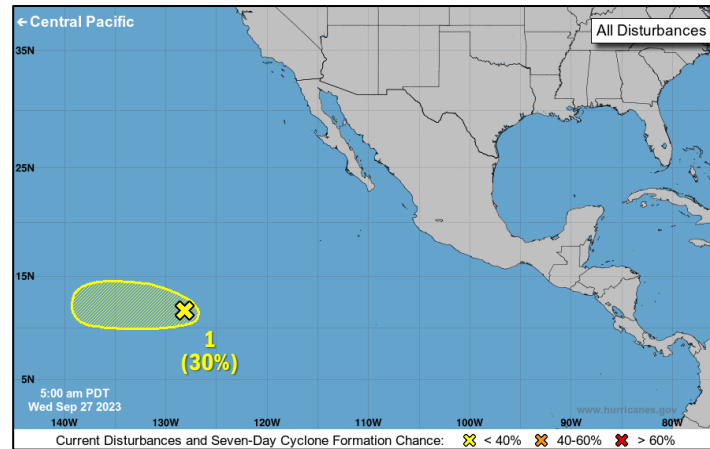 ← Central Pacific
All Disturbances
35N
25N
15N
5N
1
(30%)
5:00 am PDT
Wed Sep 27 2023
www.hurricanes.gov
140W 130W 120W 110W 100W 90W 80W
Current Disturbances and Seven-Day Cyclone Formation Chance: < 40% 40-60% > 60%